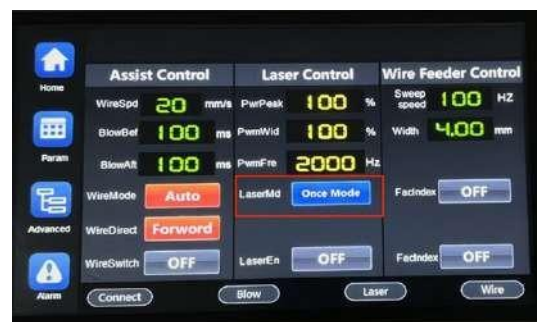 Home
Param
Advanced
Alarm
Assist Control
WireSpd 20 mm/s
BlowBef 100 ms
BlowAft 100 ms
WireMode Auto
WireDirect Forword
WireSwitch OFF
Laser Control
PwrPeak 100 %
PwmWid 100 %
PwmFre 2000 Hz
LaserMd Once Mode
LaserEn OFF
Wire Feeder Control
Sweep speed 100 HZ
Width 4.00 mm
FacIndex OFF
FacIndex OFF
Connect
Blow
Laser
Wire